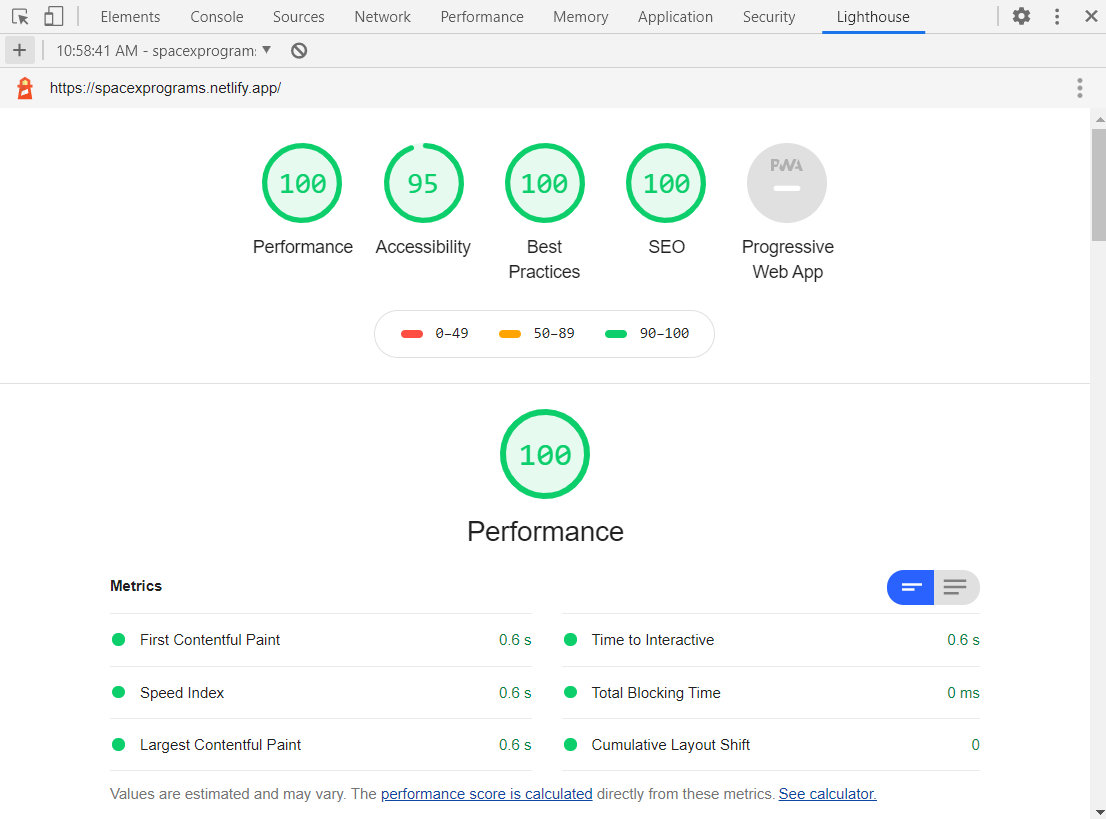 Elements Console Sources Network Performance Memory Application Security Lighthouse
10:58:41 AM - spacexprogram:
https://spacexprograms.netlify.app/
100 95 100 100 PWA
Performance Accessibility Best Practices SEO Progressive Web App
0–49 50–89 90–100
100
Performance
Metrics
First Contentful Paint 0.6 s Time to Interactive 0.6 s
Speed Index 0.6 s Total Blocking Time 0 ms
Largest Contentful Paint 0.6 s Cumulative Layout Shift 0
Values are estimated and may vary. The performance score is calculated directly from these metrics. See calculator.